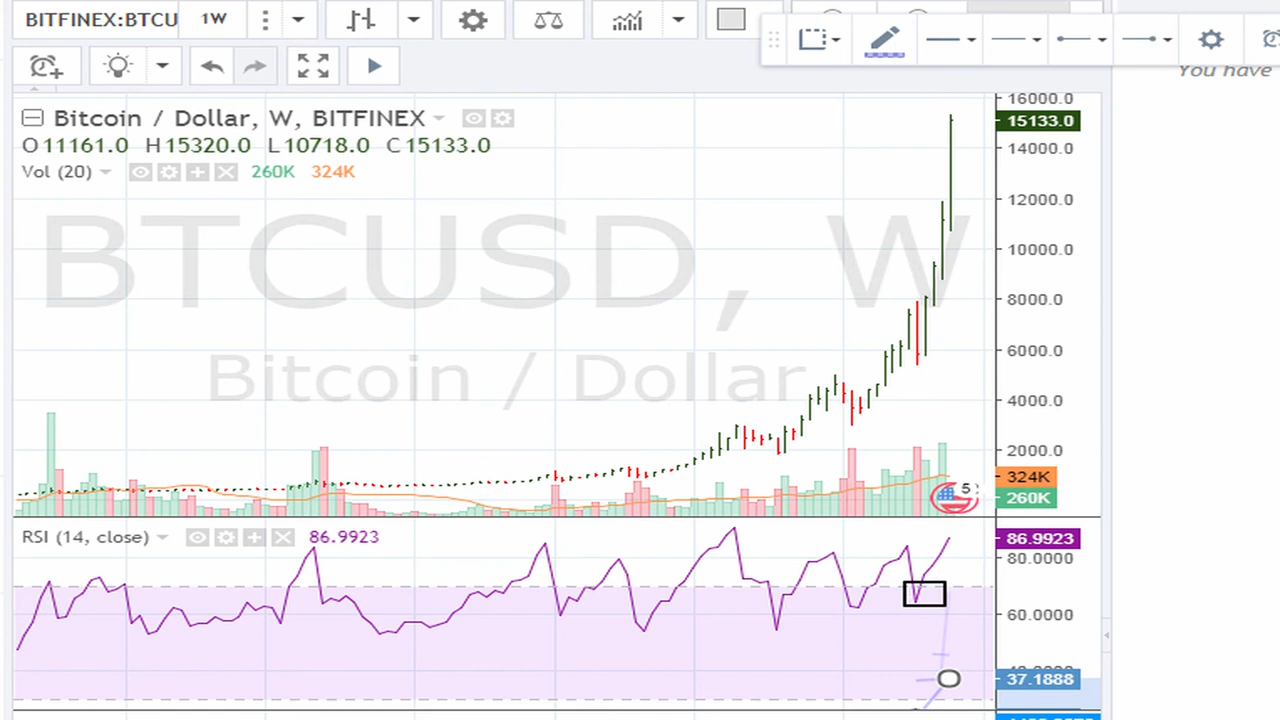 BITFINEX:BTCU 1W
You have
Bitcoin / Dollar, W, BITFINEX
O 11161.0 H 15320.0 L 10718.0 C 15133.0
Vol (20) 260K 324K
BTCUSD, W
Bitcoin / Dollar
16000.0
15133.0
14000.0
12000.0
10000.0
8000.0
6000.0
4000.0
2000.0
324K
5
260K
RSI (14, close) 86.9923
86.9923
80.0000
60.0000
37.1888